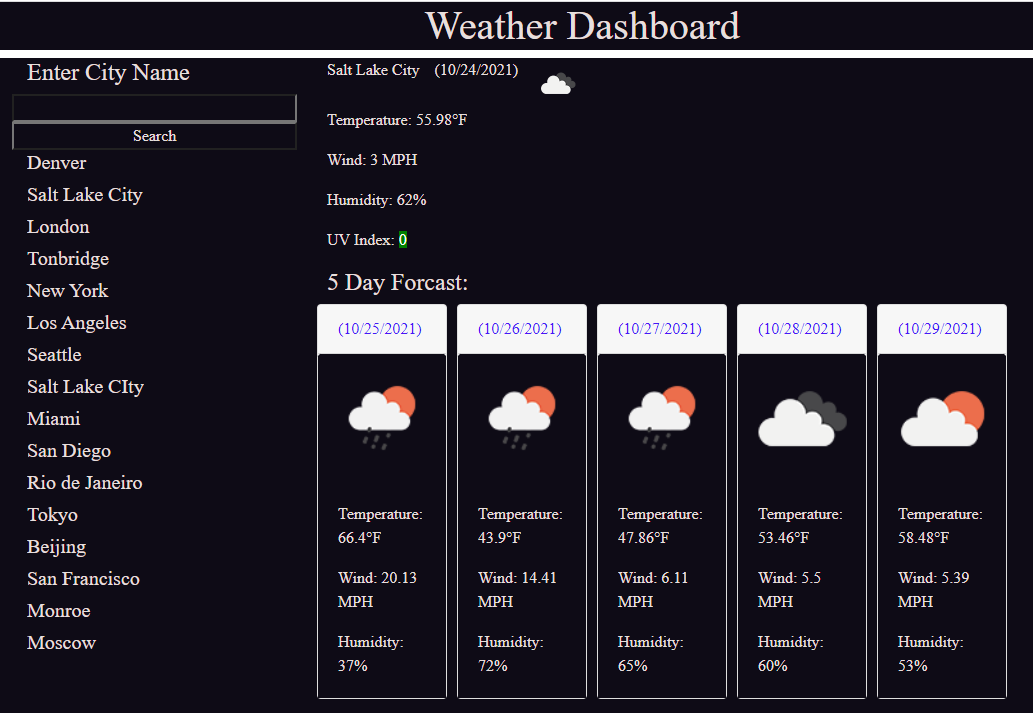 Weather Dashboard
Enter City Name
Search
Denver
Salt Lake City
London
Tonbridge
New York
Los Angeles
Seattle
Salt Lake CIty
Miami
San Diego
Rio de Janeiro
Tokyo
Beijing
San Francisco
Monroe
Moscow
Salt Lake City (10/24/2021)
Temperature: 55.98°F
Wind: 3 MPH
Humidity: 62%
UV Index: 0
5 Day Forcast:
(10/25/2021)
Temperature:
66.4°F
Wind: 20.13
MPH
Humidity:
37%
(10/26/2021)
Temperature:
43.9°F
Wind: 14.41
MPH
Humidity:
72%
(10/27/2021)
Temperature:
47.86°F
Wind: 6.11
MPH
Humidity:
65%
(10/28/2021)
Temperature:
53.46°F
Wind: 5.5
MPH
Humidity:
60%
(10/29/2021)
Temperature:
58.48°F
Wind: 5.39
MPH
Humidity:
53%